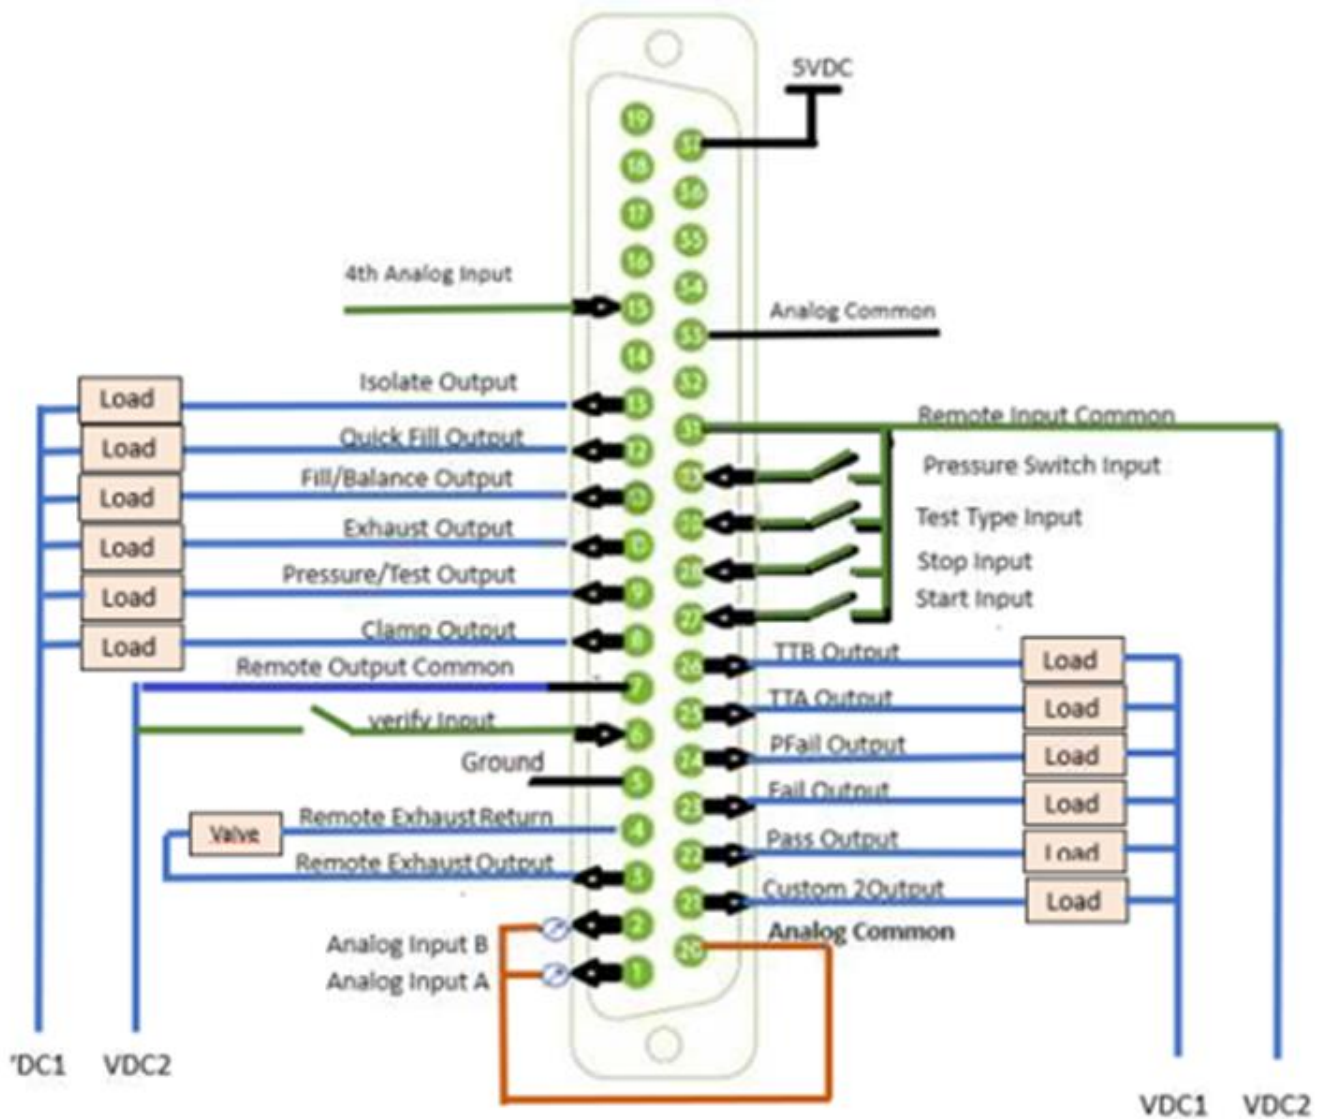 5VDC
19
37
18
36
17
35
16
34
4th Analog Input
15
33
Analog Common
14
32
Isolate Output
Load
13
31
Remote Input Common
Quick Fill Output
Load
12
Pressure Switch Input
Fill/Balance Output
Load
Test Type Input
Exhaust Output
Load
28
Stop Input
Pressure/Test Output
Load
9
27
Start Input
Clamp Output
Load
8
26
TTB Output
Load
Remote Output Common
7
25
TTA Output
Load
verify Input
6
24
PFail Output
Load
Ground
5
23
Fail Output
Load
Remote Exhaust Return
Valve
4
22
Pass Output
Load
Remote Exhaust Output
3
21
Custom 2Output
Load
2
20
Analog Common
Analog Input B
Analog Input A
1
'DC1
VDC2
VDC1
VDC2